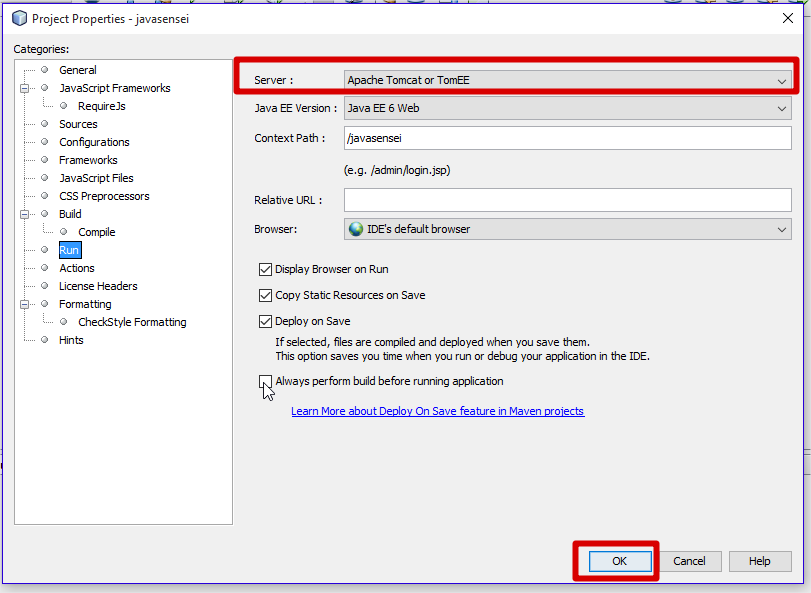 Project Properties - javasensei
Categories:
General
JavaScript Frameworks
RequireJs
Sources
Configurations
Frameworks
JavaScript Files
CSS Preprocessors
Build
Compile
Run
Actions
License Headers
Formatting
CheckStyle Formatting
Hints
Server : Apache Tomcat or TomEE
Java EE Version : Java EE 6 Web
Context Path : /javasensei
(e.g. /admin/login.jsp)
Relative URL :
Browser: IDE's default browser
Display Browser on Run
Copy Static Resources on Save
Deploy on Save
If selected, files are compiled and deployed when you save them.
This option saves you time when you run or debug your application in the IDE.
Always perform build before running application
Learn More about Deploy On Save feature in Maven projects
OK Cancel Help